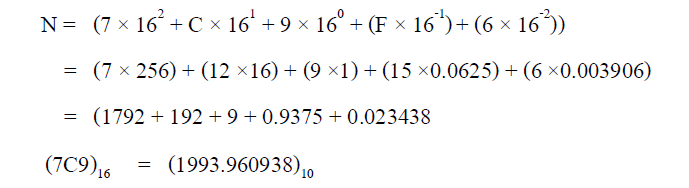 N = (7 × 16² + C × 16¹ + 9 × 16⁰ + (F × 16⁻¹) + (6 × 16⁻²))
= (7 × 256) + (12 ×16) + (9 ×1) + (15 ×0.0625) + (6 ×0.003906)
= (1792 + 192 + 9 + 0.9375 + 0.023438
(7C9)₁₆ = (1993.960938)₁₀